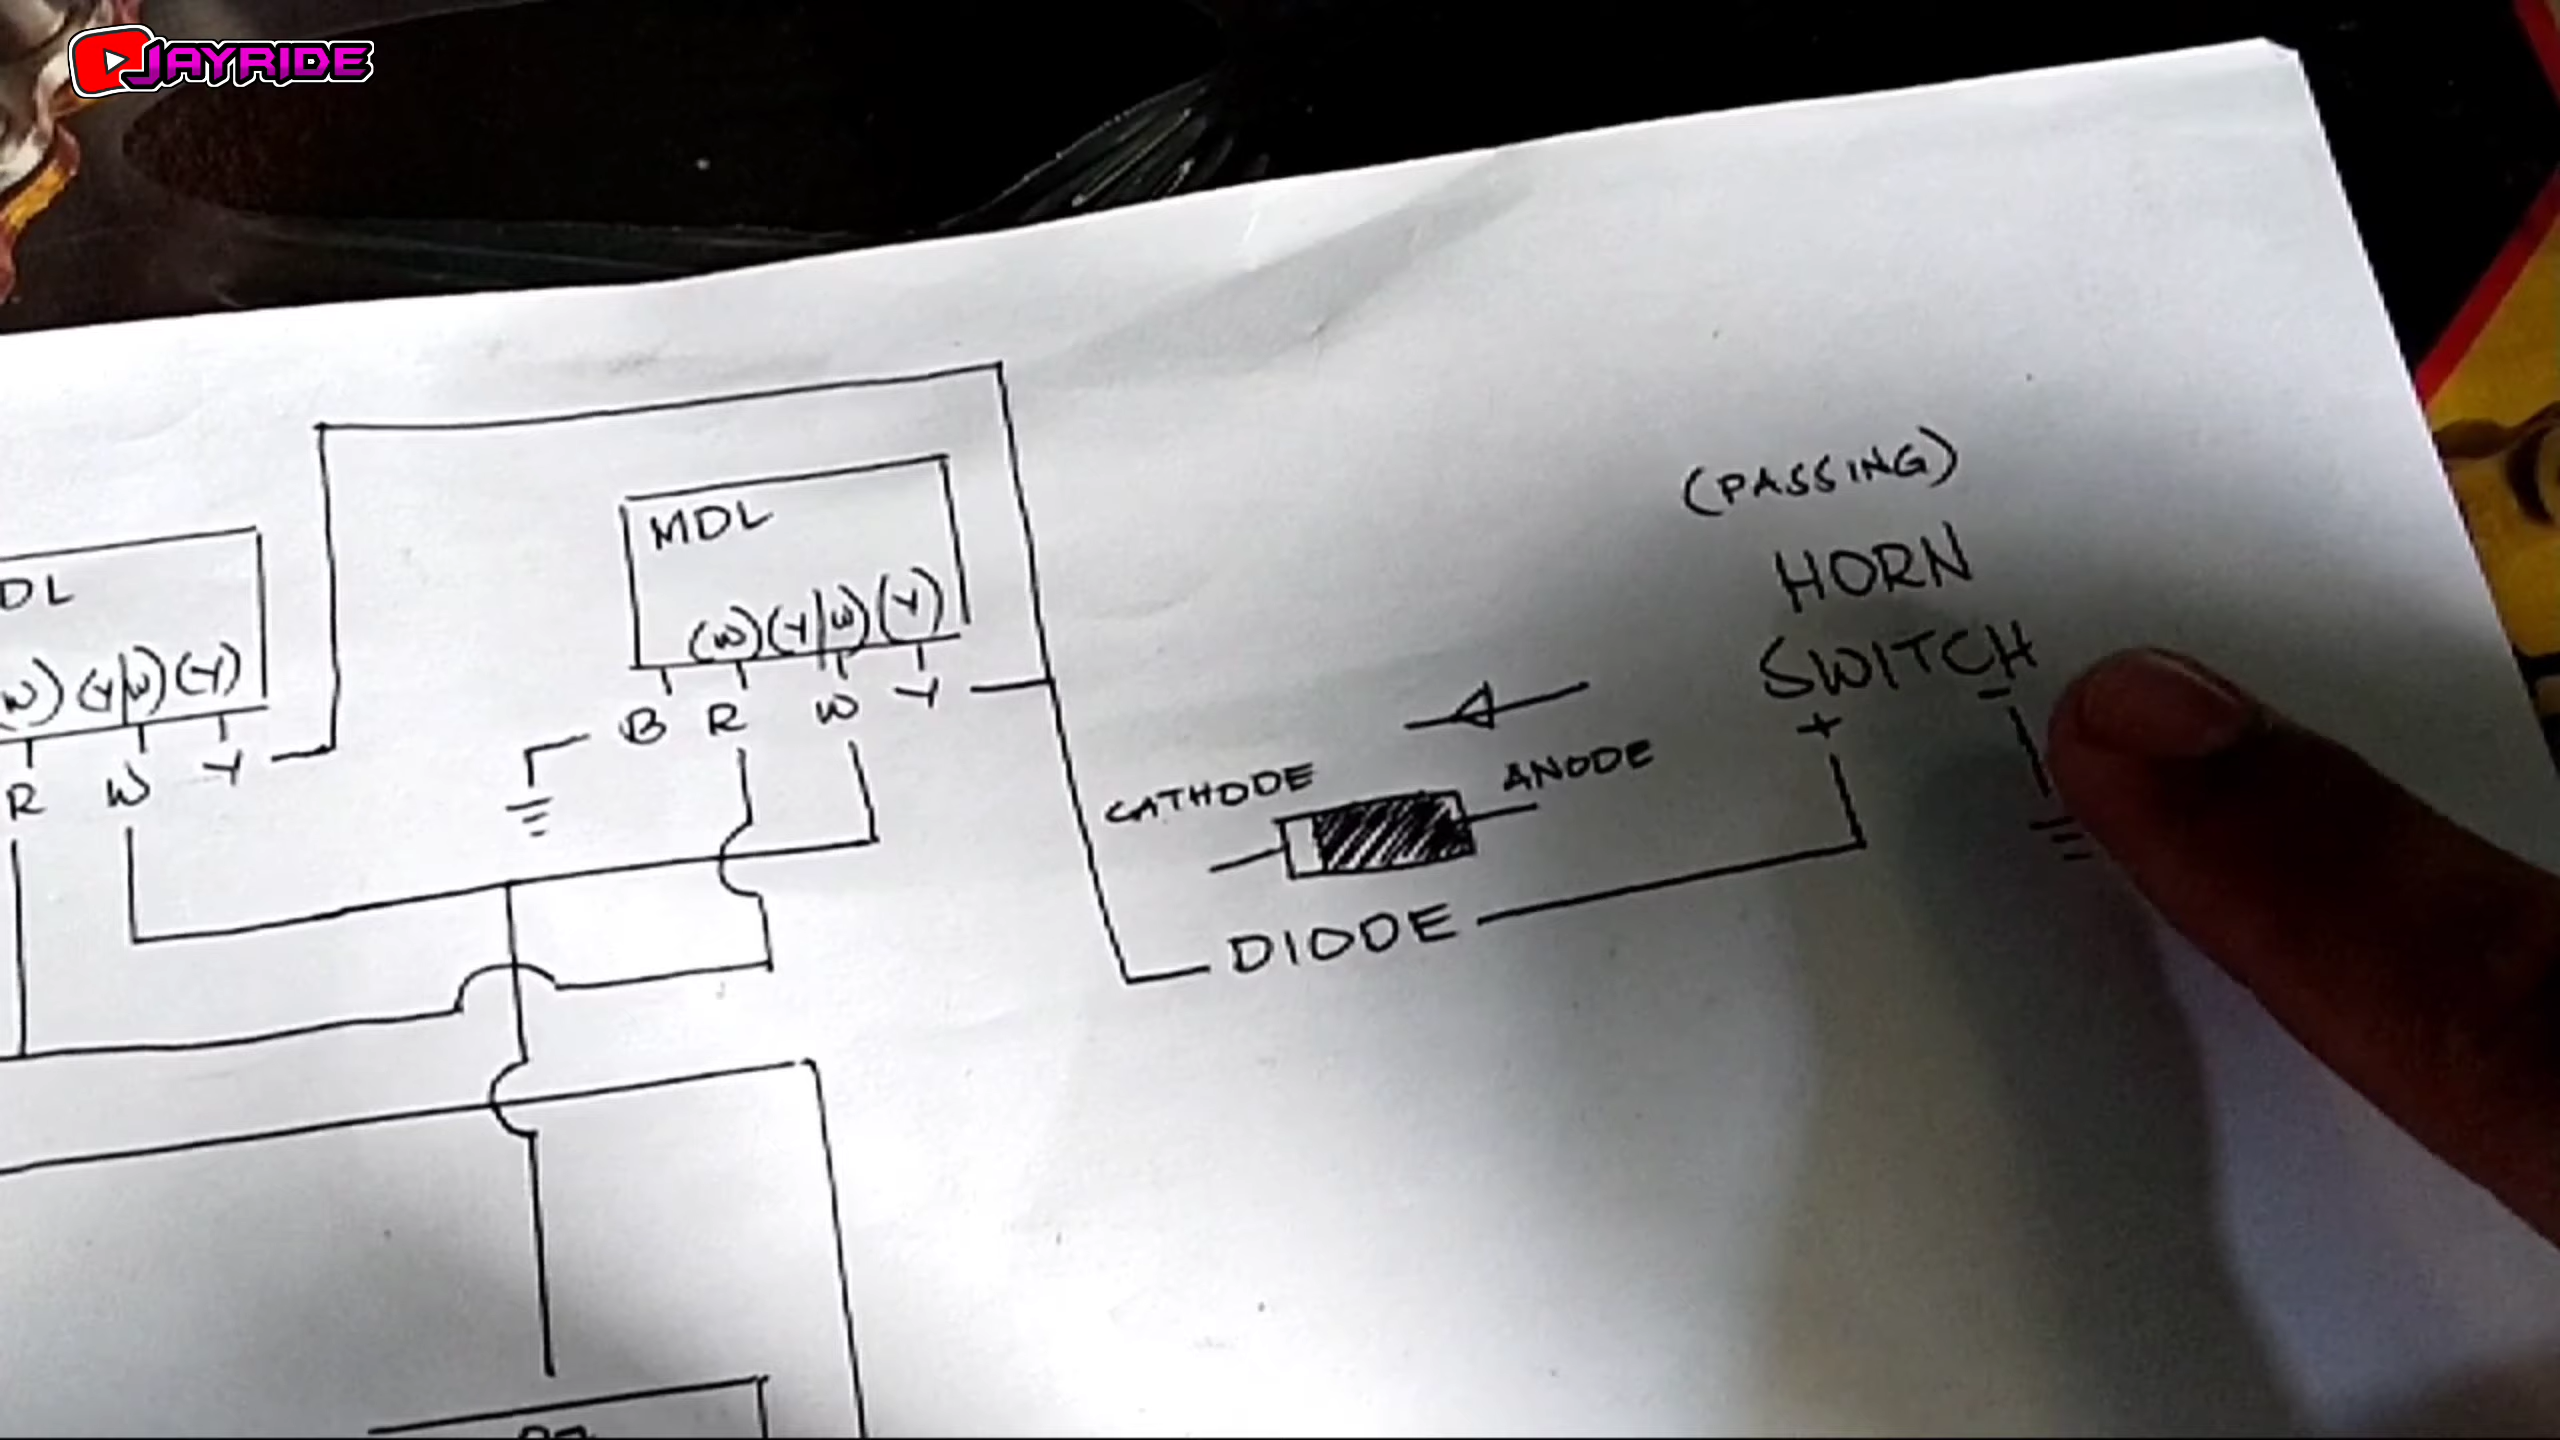 JAYRIDE
(PASSING)
HORN
SWITCH
+ -
MDL
(W)(Y/W)(Y)
B R W Y
DL
(W)(Y/W)(Y)
R W Y
CATHODE
ANODE
DIODE